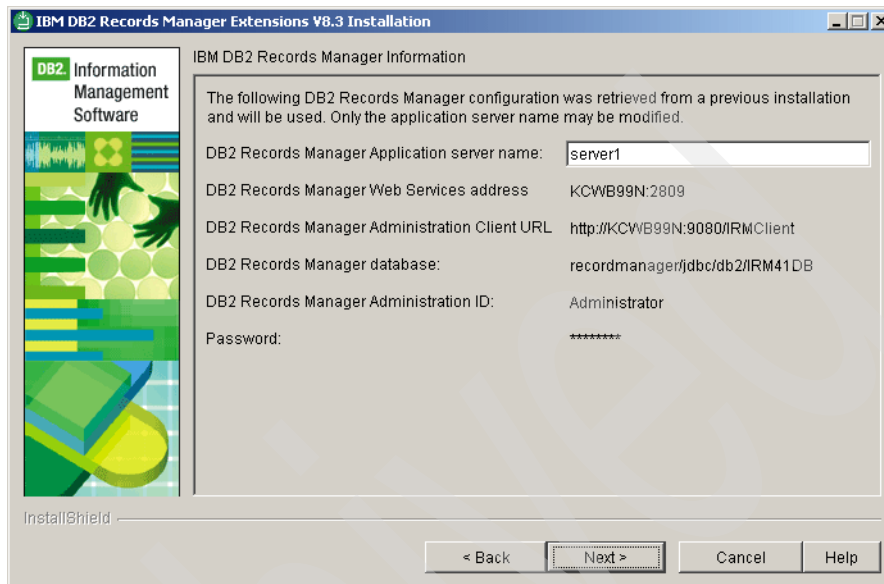 IBM DB2 Records Manager Extensions V8.3 Installation
DB2. Information
Management
Software
IBM DB2 Records Manager Information
The following DB2 Records Manager configuration was retrieved from a previous installation
and will be used. Only the application server name may be modified.
DB2 Records Manager Application server name: server1
DB2 Records Manager Web Services address KCWB99N:2809
DB2 Records Manager Administration Client URL http://KCWB99N:9080/IRMClient
DB2 Records Manager database: recordmanager/jdbc/db2/IRM41DB
DB2 Records Manager Administration ID: Administrator
Password: ********
InstallShield
< Back Next > Cancel Help